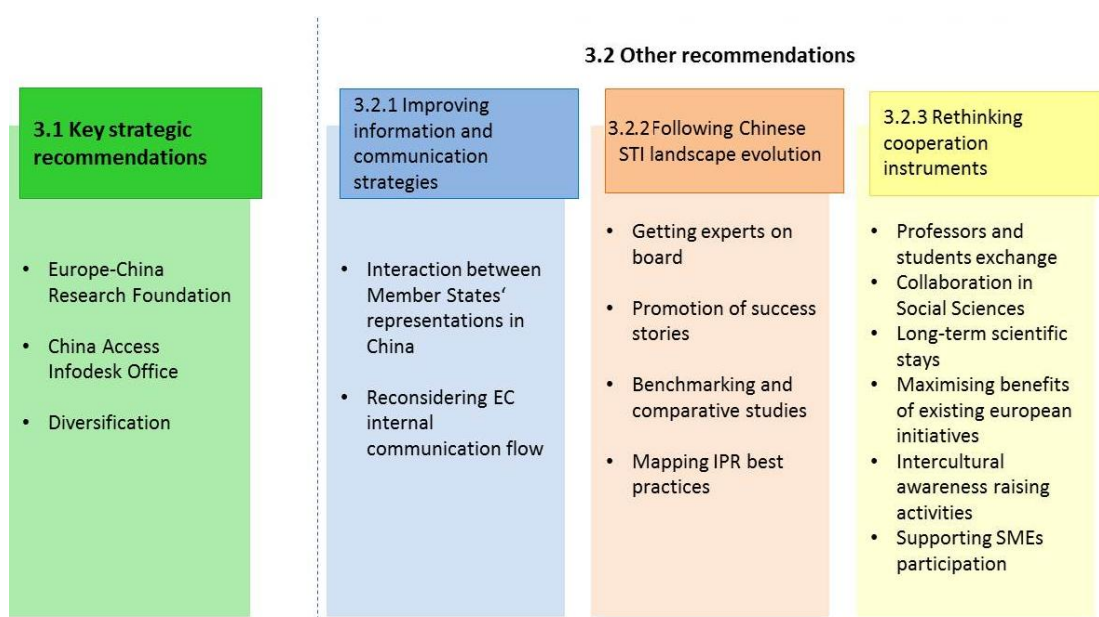 3.2 Other recommendations
3.1 Key strategic
recommendations
• Europe-China
Research Foundation
• China Access
Infodesk Office
• Diversification
3.2.1 Improving
information and
communication
strategies
• Interaction between
Member States‘
representations in
China
• Reconsidering EC
internal
communication flow
3.2.2Following Chinese
STI landscape evolution
• Getting experts on
board
• Promotion of success
stories
• Benchmarking and
comparative studies
• Mapping IPR best
practices
3.2.3 Rethinking
cooperation
instruments
• Professors and
students exchange
• Collaboration in
Social Sciences
• Long-term scientific
stays
• Maximising benefits
of existing european
initiatives
• Intercultural
awareness raising
activities
• Supporting SMEs
participation